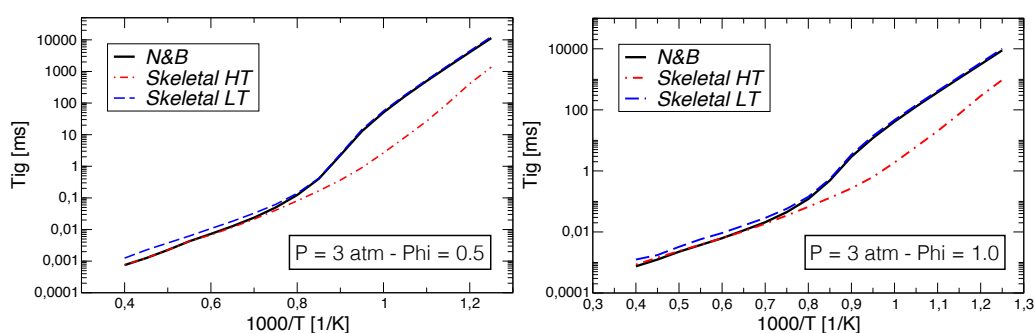 10000
1000
100
10
1
0,1
0,01
0,001
0,0001
Tig [ms]
N&B
Skeletal HT
Skeletal LT
P = 3 atm - Phi = 0.5
0,4 0,6 0,8 1 1,2
1000/T [1/K]
10000
100
1
0,01
0,0001
Tig [ms]
N&B
Skeletal HT
Skeletal LT
P = 3 atm - Phi = 1.0
0,3 0,4 0,5 0,6 0,7 0,8 0,9 1 1,1 1,2 1,3
1000/T [1/K]